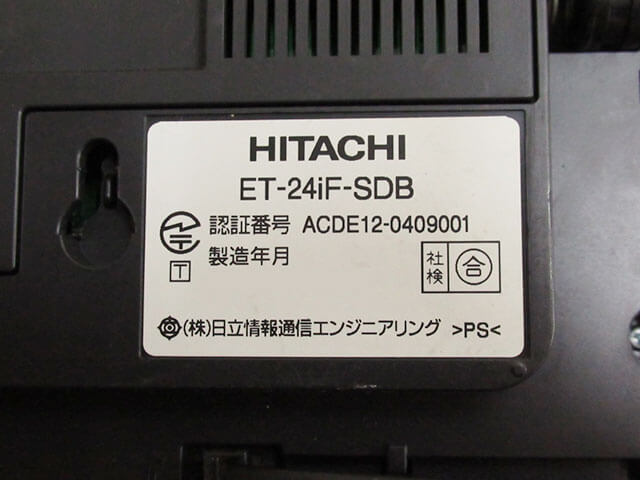 HITACHI
ET-24iF-SDB
認証番号 ACDE12-0409001
T 製造年月
社検 合
(株)日立情報通信エンジニアリング >PS<